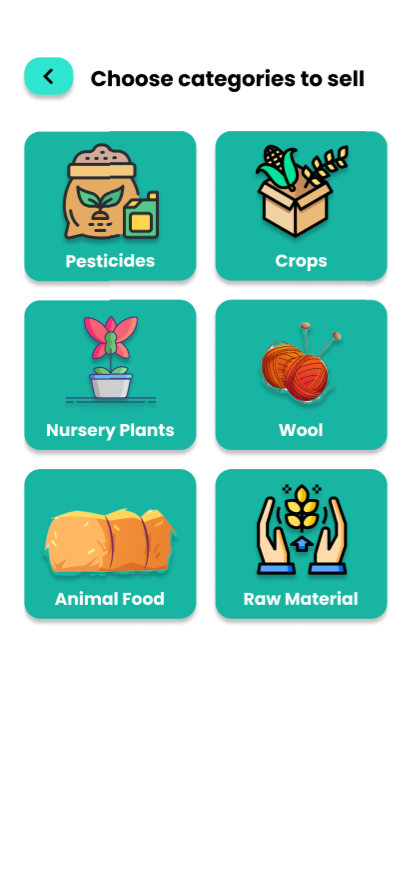 Choose categories to sell
Pesticides
Crops
Nursery Plants
Wool
Animal Food
Raw Material